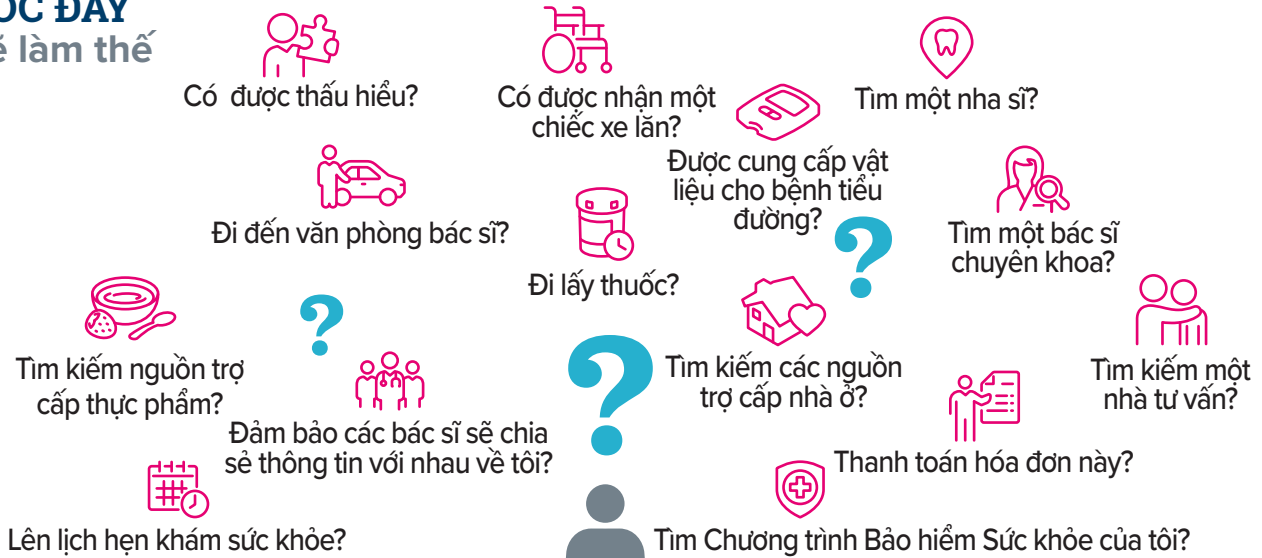 ẽ làm thế
Có được thấu hiểu?
Có được nhận một
chiếc xe lăn?
Tìm một nha sĩ?
Đi đến văn phòng bác sĩ?
Được cung cấp vật
liệu cho bệnh tiểu
đường?
Tìm một bác sĩ
chuyên khoa?
Đi lấy thuốc?
Tìm kiếm nguồn trợ
cấp thực phẩm?
Tìm kiếm các nguồn
trợ cấp nhà ở?
Tìm kiếm một
nhà tư vấn?
Đảm bảo các bác sĩ sẽ chia
sẻ thông tin với nhau về tôi?
Thanh toán hóa đơn này?
Lên lịch hẹn khám sức khỏe?
Tìm Chương trình Bảo hiểm Sức khỏe của tôi?